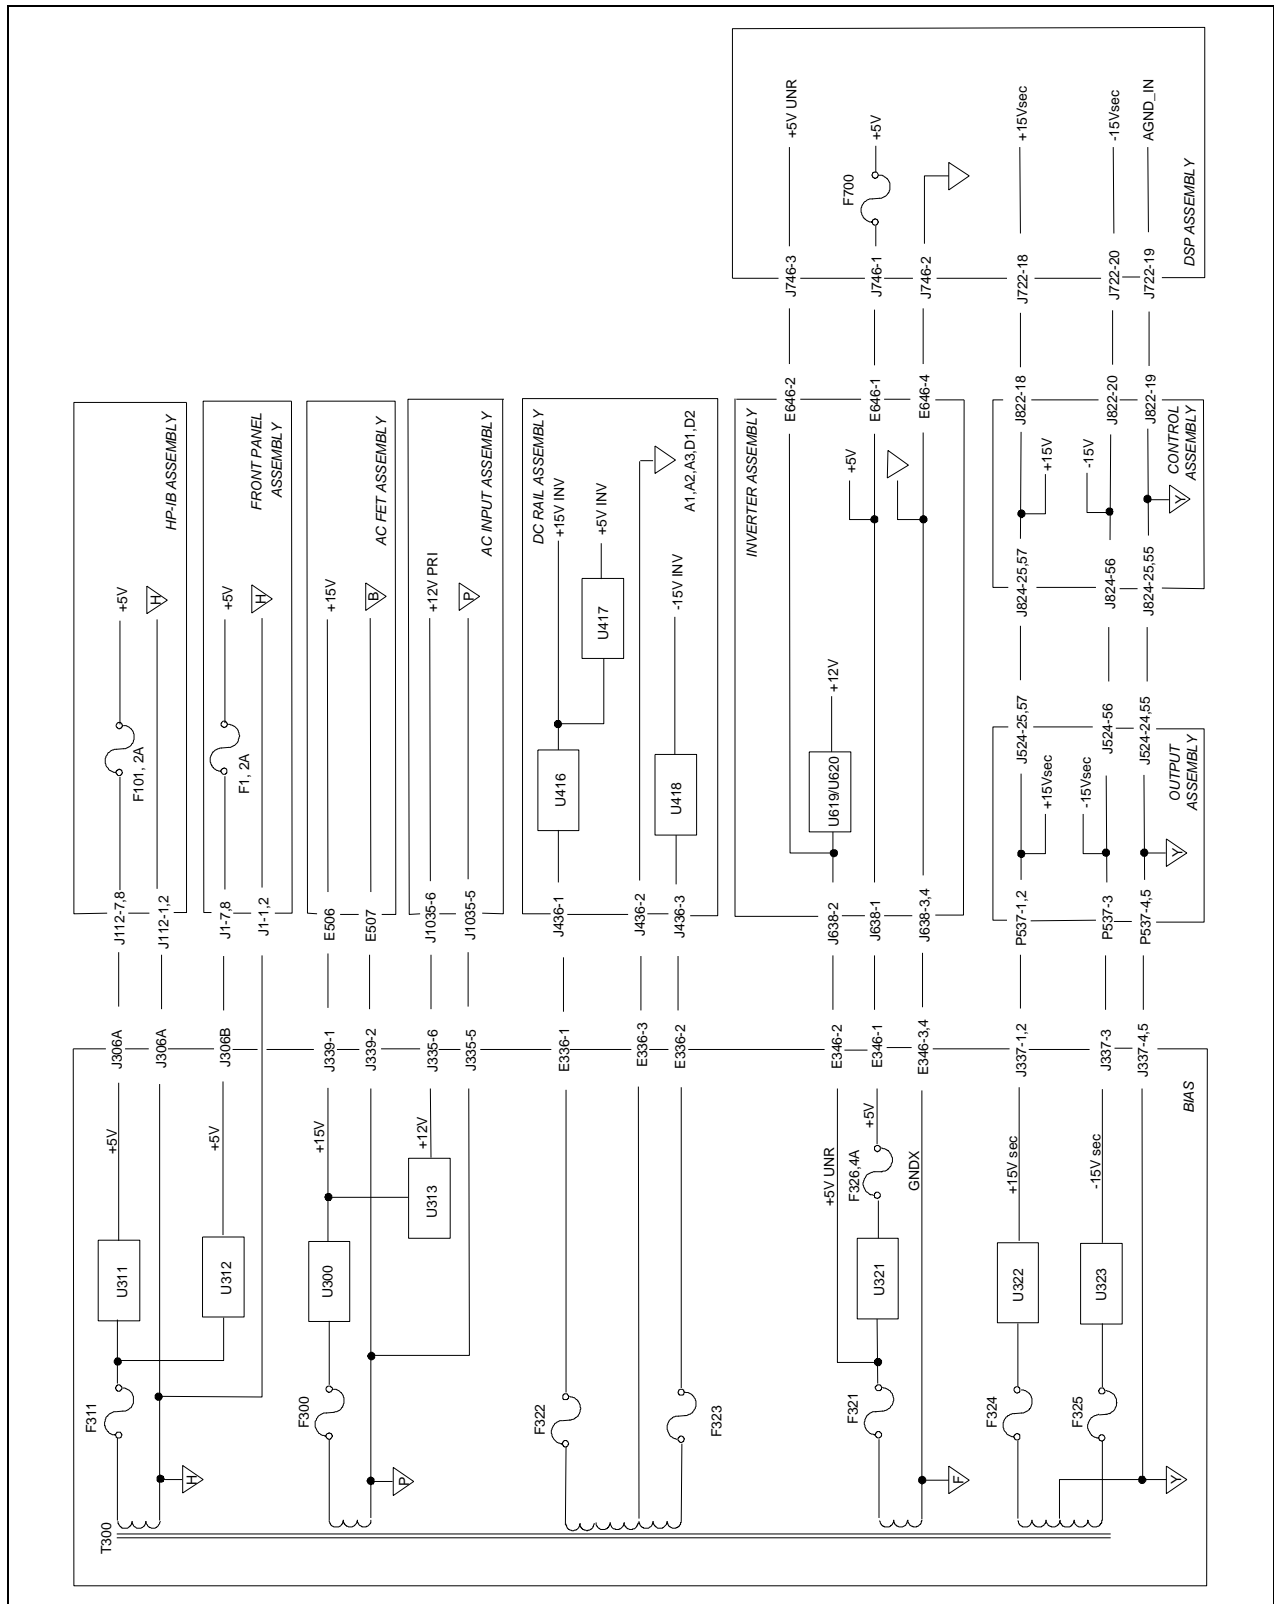 T300
F311
U311
+5V
J306A
J112-7,8
F101, 2A
+5V
HP-IB ASSEMBLY
H
J306A
J112-1,2
H
U312
+5V
J306B
J1-7,8
F1, 2A
+5V
FRONT PANEL
ASSEMBLY
J1-1,2
H
F300
U300
+15V
J339-1
E506
+15V
AC FET ASSEMBLY
P
J339-2
E507
B
U313
+12V
J335-6
J1035-6
+12V PRI
AC INPUT ASSEMBLY
J335-5
J1035-5
P
F322
E336-1
J436-1
U416
+15V INV
DC RAIL ASSEMBLY
U417
+5V INV
E336-3
J436-2
A1,A2,A3,D1,D2
F323
E336-2
J436-3
U418
-15V INV
F321
+5V UNR
E346-2
J638-2
U619/U620
+12V
INVERTER ASSEMBLY
E646-2
J746-3
+5V UNR
U321
F326,4A
+5V
E346-1
J638-1
+5V
E646-1
J746-1
F700
+5V
F
GNDX
E346-3,4
J638-3,4
E646-4
J746-2
F324
U322
+15V sec
J337-1,2
P537-1,2
+15Vsec
J524-25,57
J824-25,57
+15V
J822-18
J722-18
+15Vsec
F325
U323
-15V sec
J337-3
P537-3
-15Vsec
J524-56
J824-56
-15V
J822-20
J722-20
-15Vsec
Y
J337-4,5
P537-4,5
Y
J524-24,55
J824-25,55
Y
J822-19
J722-19
AGND_IN
BIAS
OUTPUT
ASSEMBLY
CONTROL
ASSEMBLY
DSP ASSEMBLY